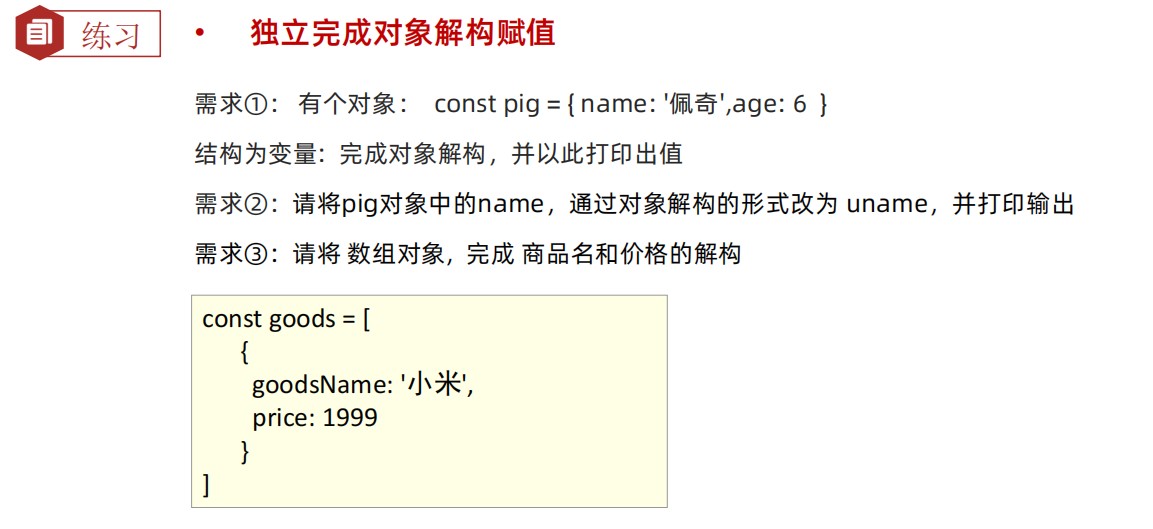 练习
• 独立完成对象解构赋值
需求①： 有个对象： const pig = { name: '佩奇',age: 6 }
结构为变量：完成对象解构，并以此打印出值
需求②：请将pig对象中的name，通过对象解构的形式改为 uname，并打印输出
需求③：请将 数组对象，完成 商品名和价格的解构
const goods = [
{
goodsName: '小米',
price: 1999
}
]